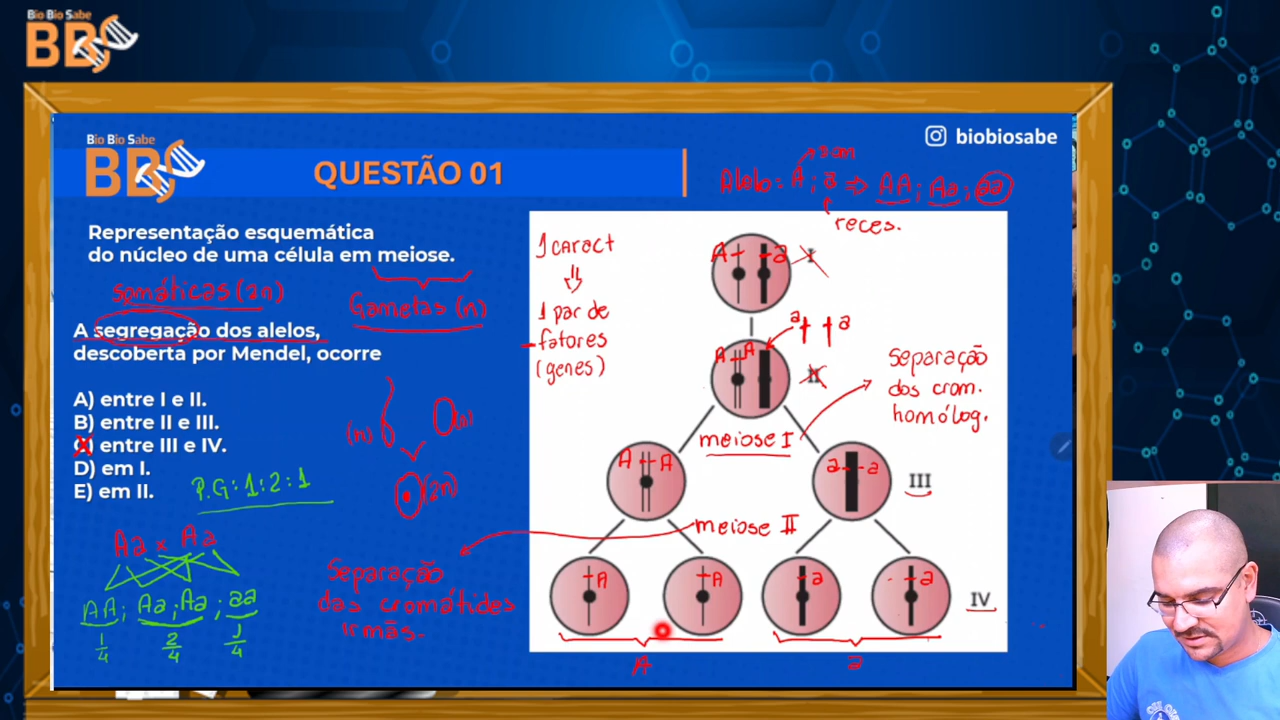 Bio Bio Sabe
BBS
Bio Bio Sabe
BBS
QUESTÃO 01
biobiosabe
Alelo: A; a ⇒ AA; Aa; aa
reces.
Representação esquemática
do núcleo de uma célula em meiose.
somáticas (2n)
Gametas (n)
A segregação dos alelos,
descoberta por Mendel, ocorre
A) entre I e II.
B) entre II e III.
C) entre III e IV.
D) em I.
E) em II.
P.G: 1:2:1
(n)
(n)
(2n)
Aa x Aa
AA; Aa; Aa; aa
1/4
2/4
1/4
Separação
das cromátides
irmãs.
1 caract
1 par de
fatores
(genes)
A a I
a a
A A II
Separação
dos crom.
homólog.
meiose I
A A
a a
III
meiose II
A
A
a
a
IV
A
a